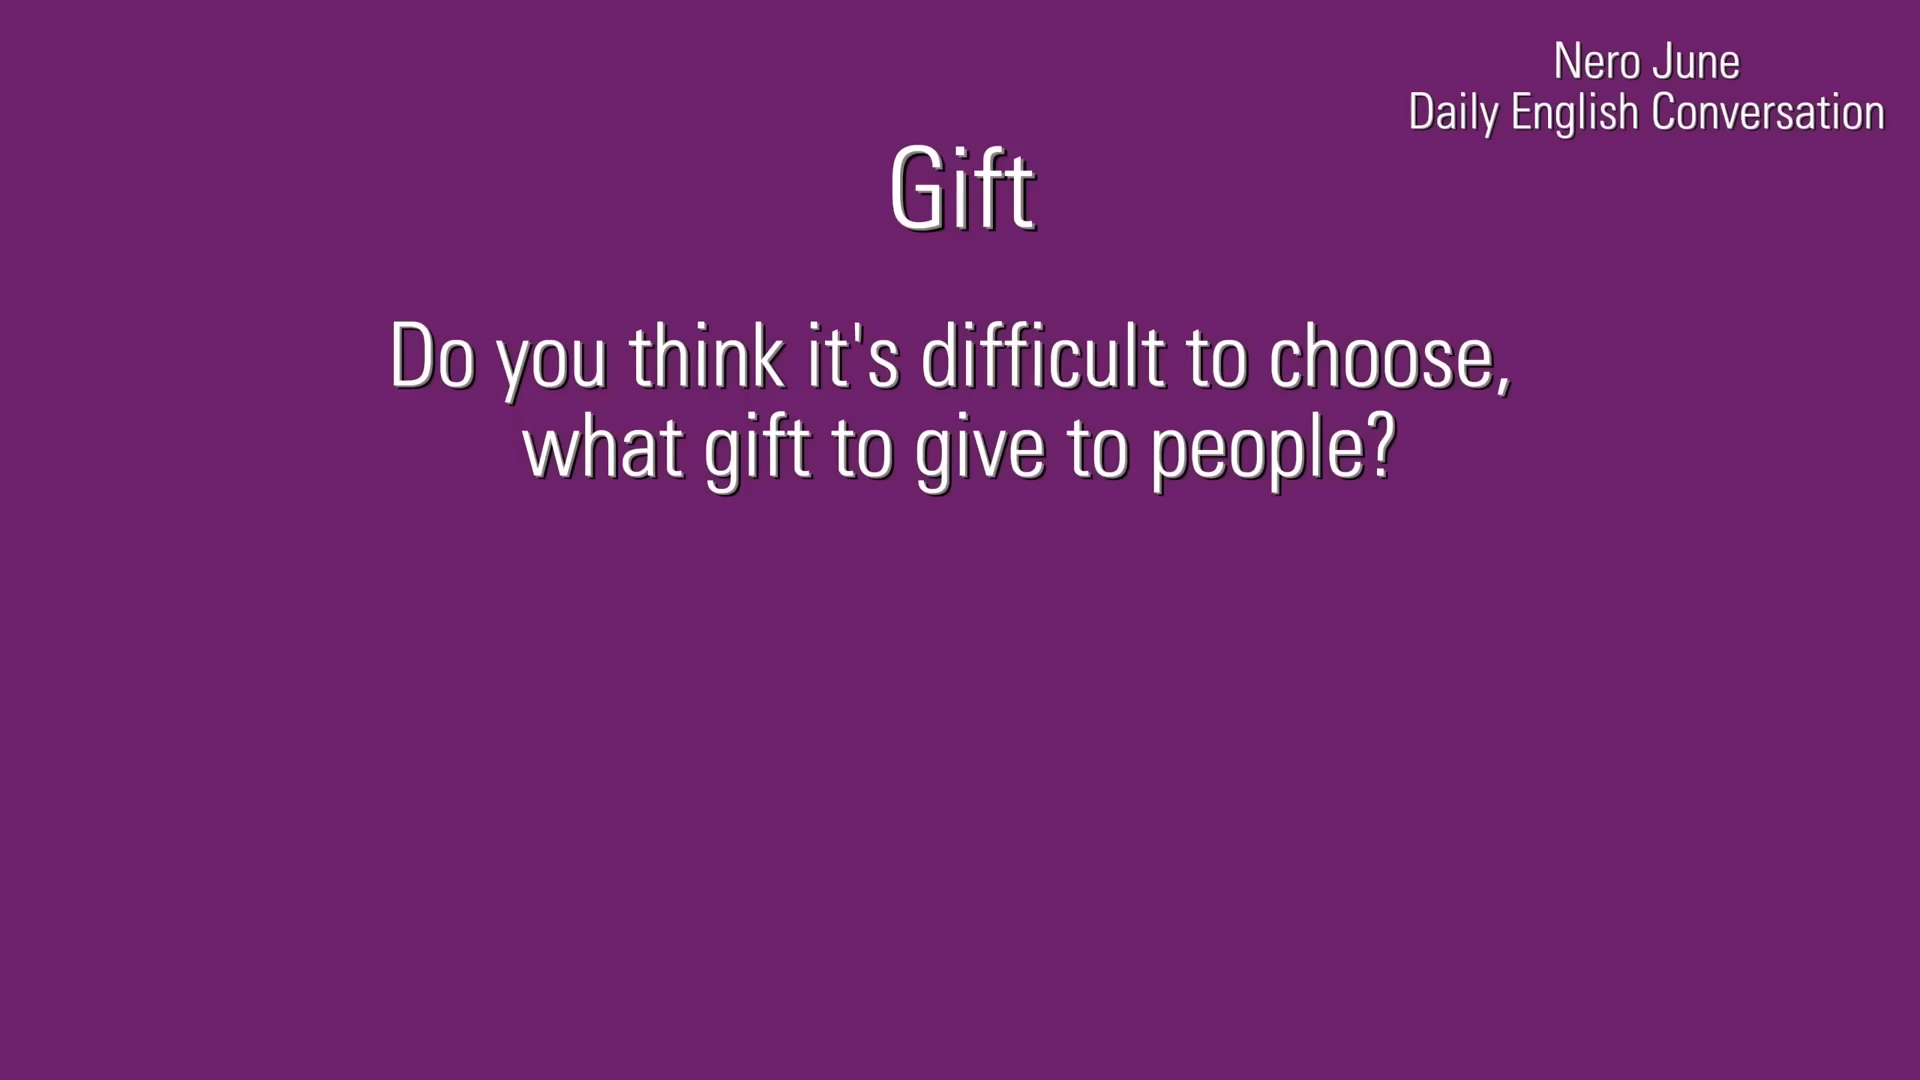 Nero June
Daily English Conversation
Gift
Do you think it's difficult to choose,
what gift to give to people?